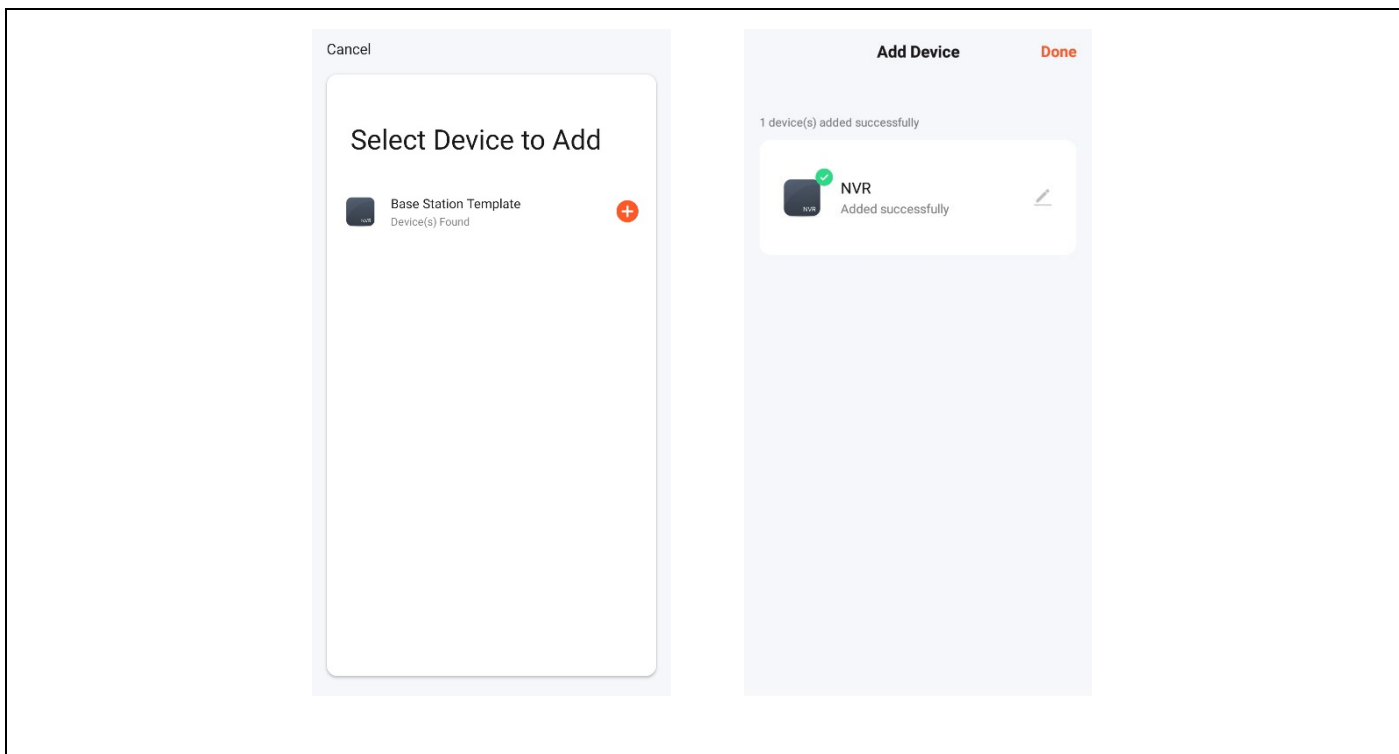 Cancel
Select Device to Add
NVR
Base Station Template
Device(s) Found
Add Device
Done
1 device(s) added successfully
NVR
NVR
Added successfully